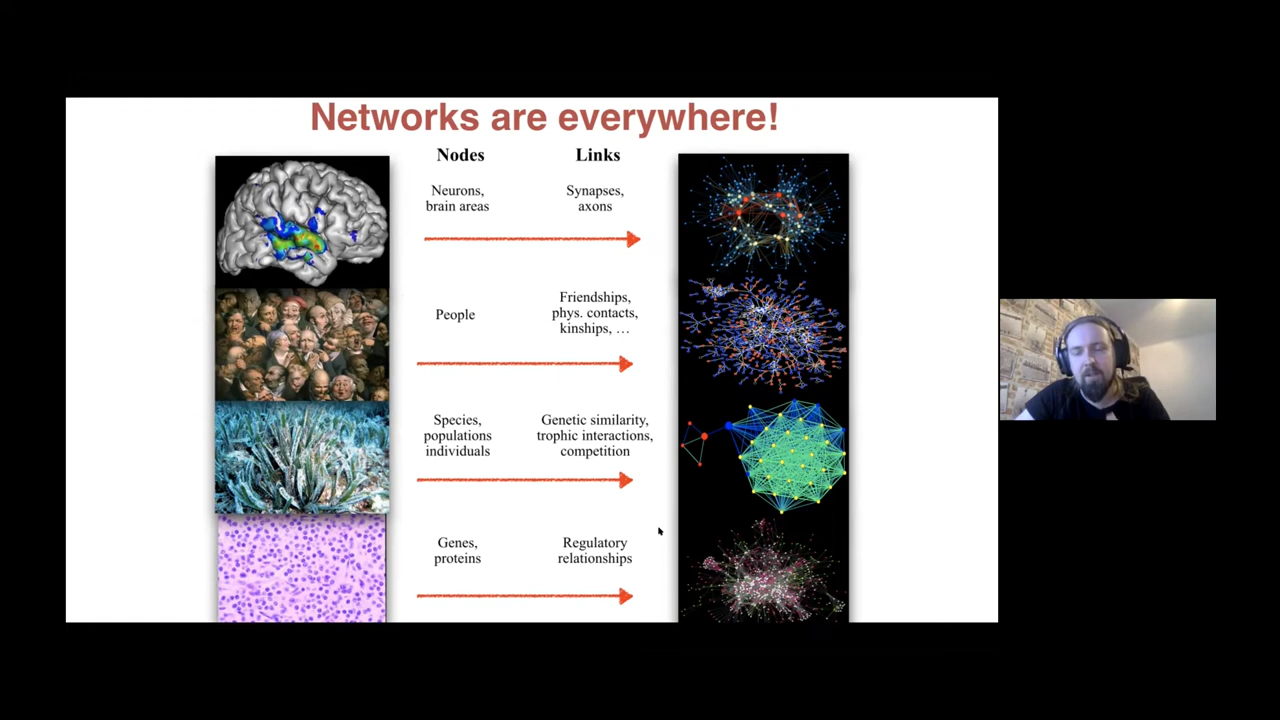 Networks are everywhere!
Nodes
Links
Neurons,
brain areas
Synapses,
axons
People
Friendships,
phys. contacts,
kinships, …
Species,
populations
individuals
Genetic similarity,
trophic interactions,
competition
Genes,
proteins
Regulatory
relationships